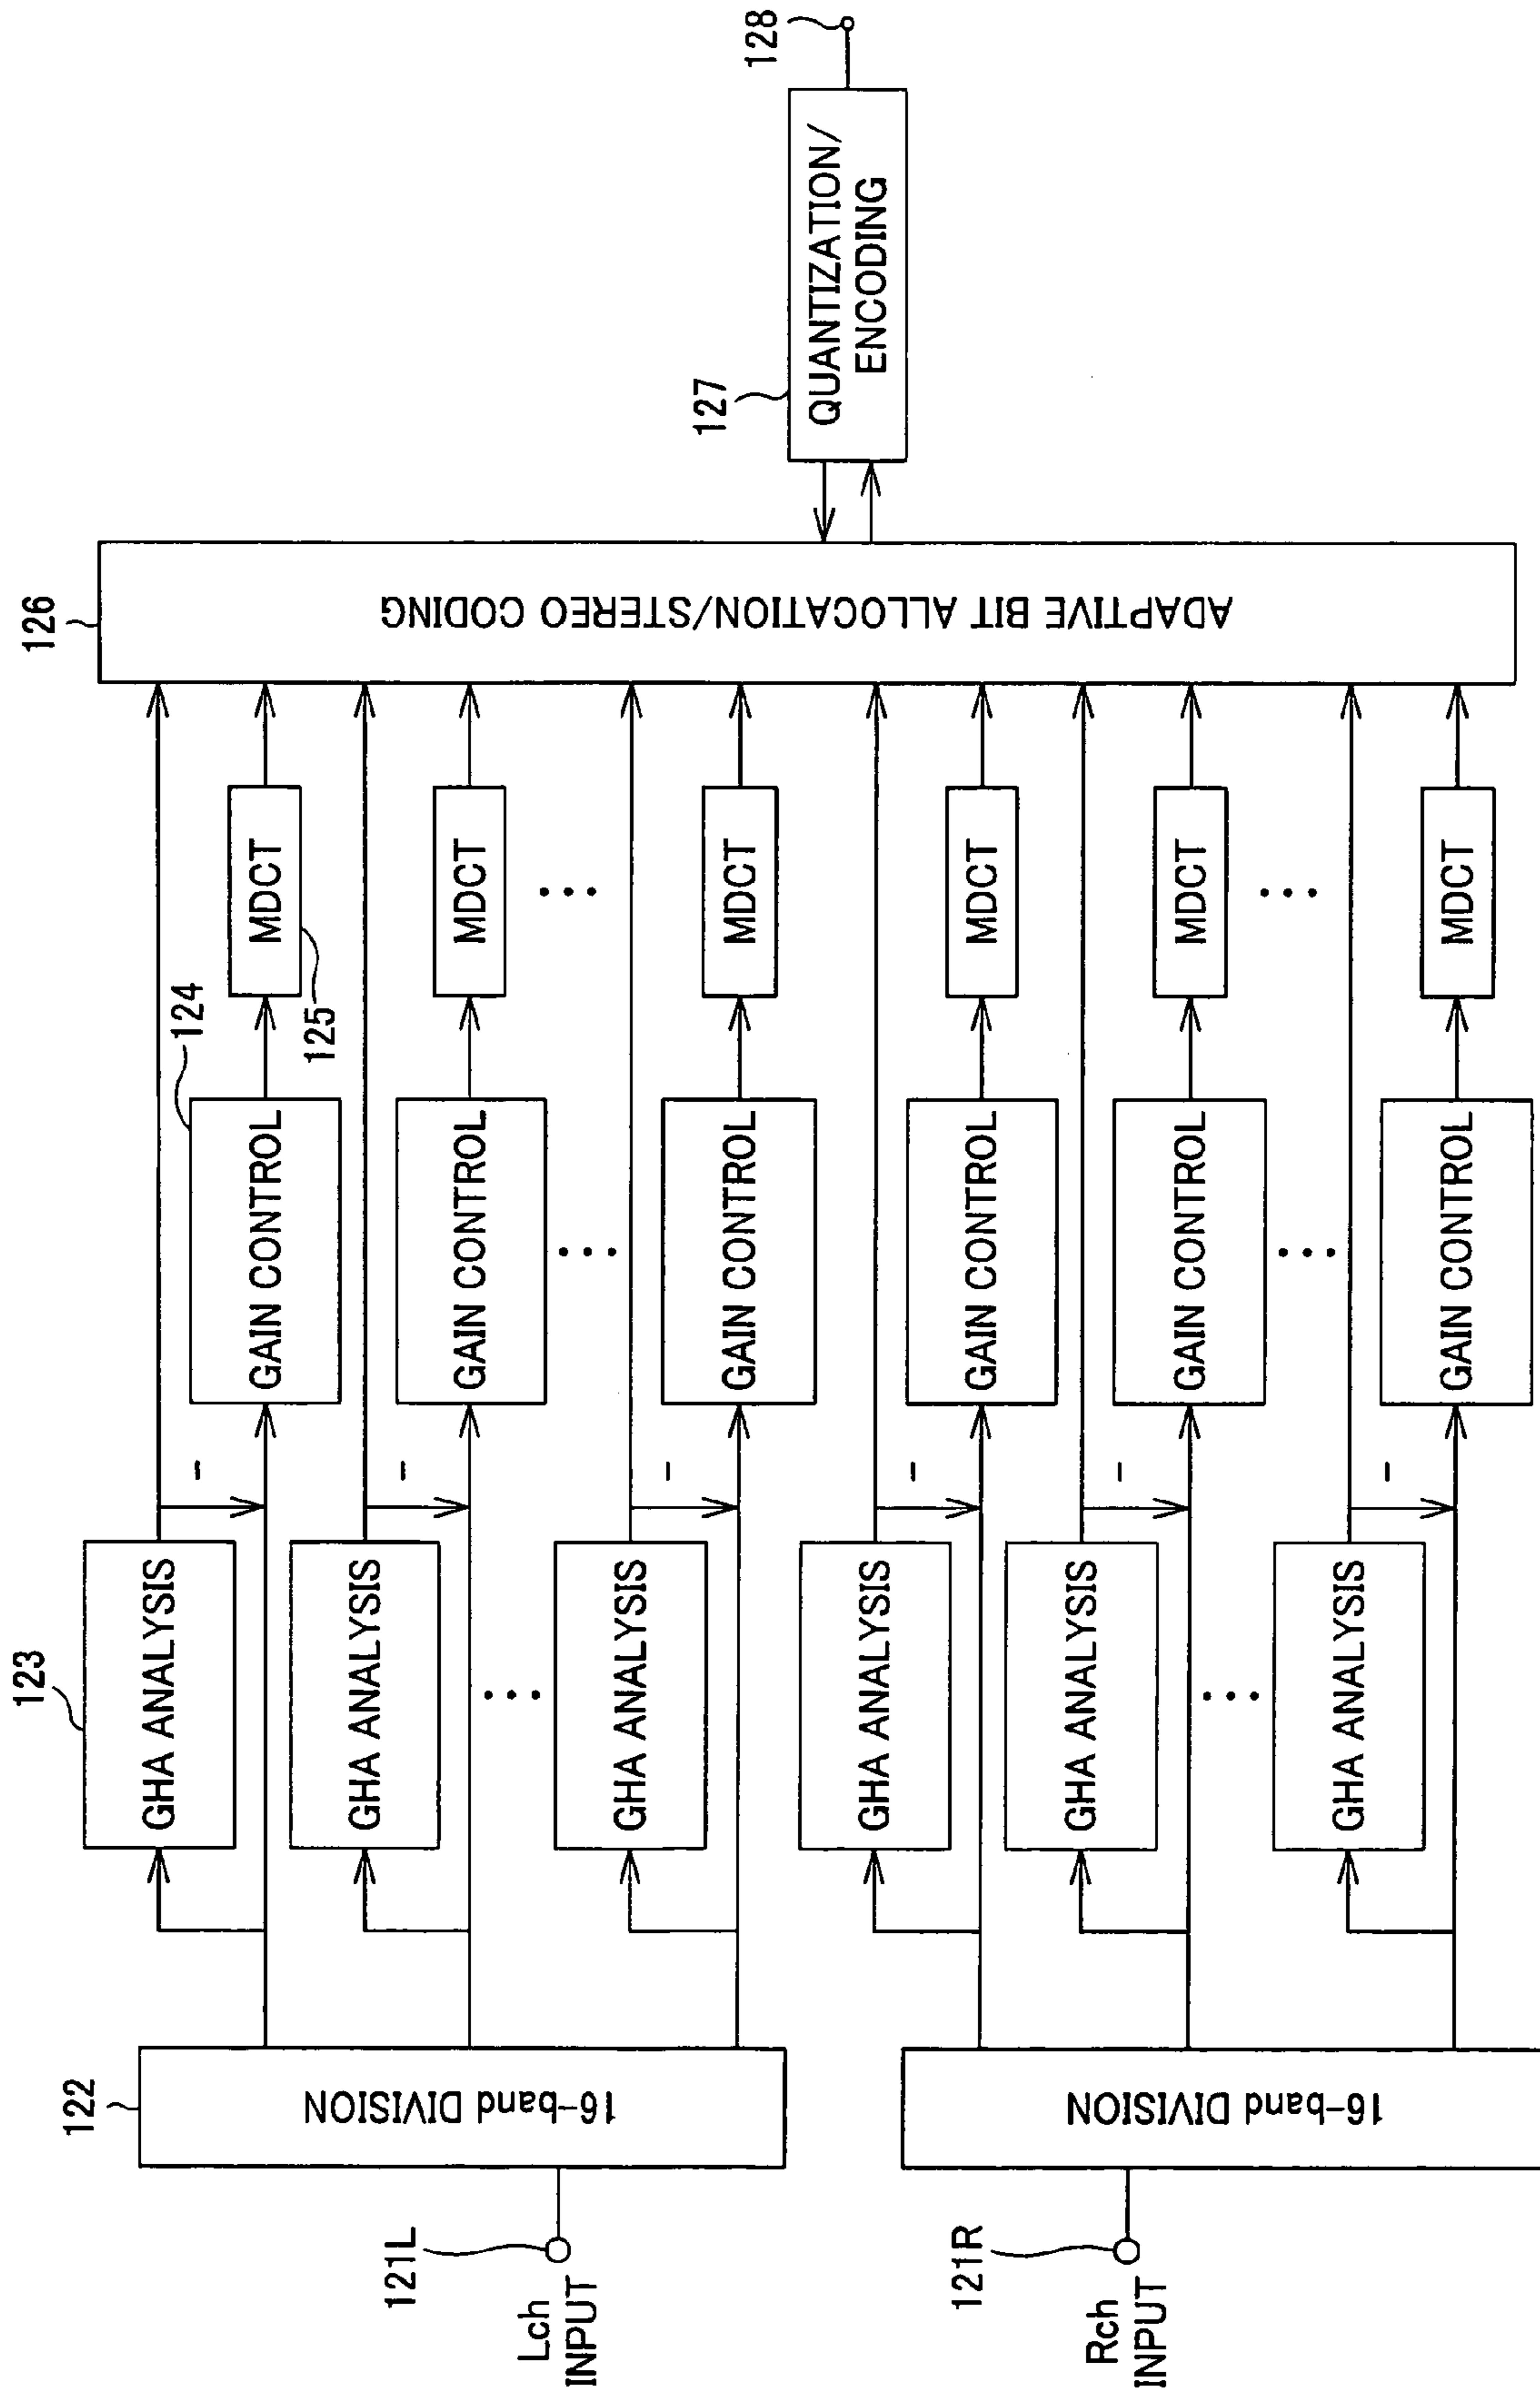 121L
Lch
INPUT
122
16-band DIVISION
123
GHA ANALYSIS
124
GAIN CONTROL
125
MDCT
GHA ANALYSIS
-
GAIN CONTROL
MDCT
-
...
...
...
GHA ANALYSIS
-
GAIN CONTROL
MDCT
121R
Rch
INPUT
16-band DIVISION
GHA ANALYSIS
-
GAIN CONTROL
MDCT
GHA ANALYSIS
-
GAIN CONTROL
MDCT
...
...
...
GHA ANALYSIS
-
GAIN CONTROL
MDCT
126
ADAPTIVE BIT ALLOCATION/STEREO CODING
127
QUANTIZATION/
ENCODING
128